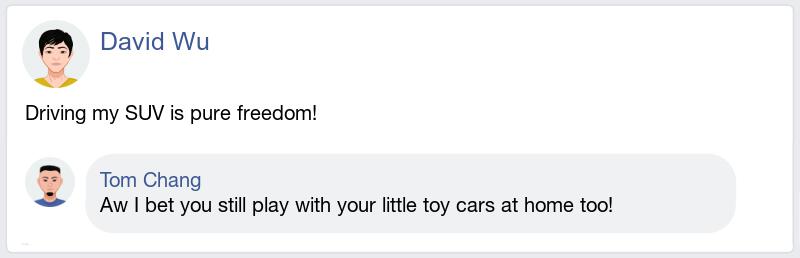 David Wu
Driving my SUV is pure freedom!
Tom Chang
Aw I bet you still play with your little toy cars at home too!